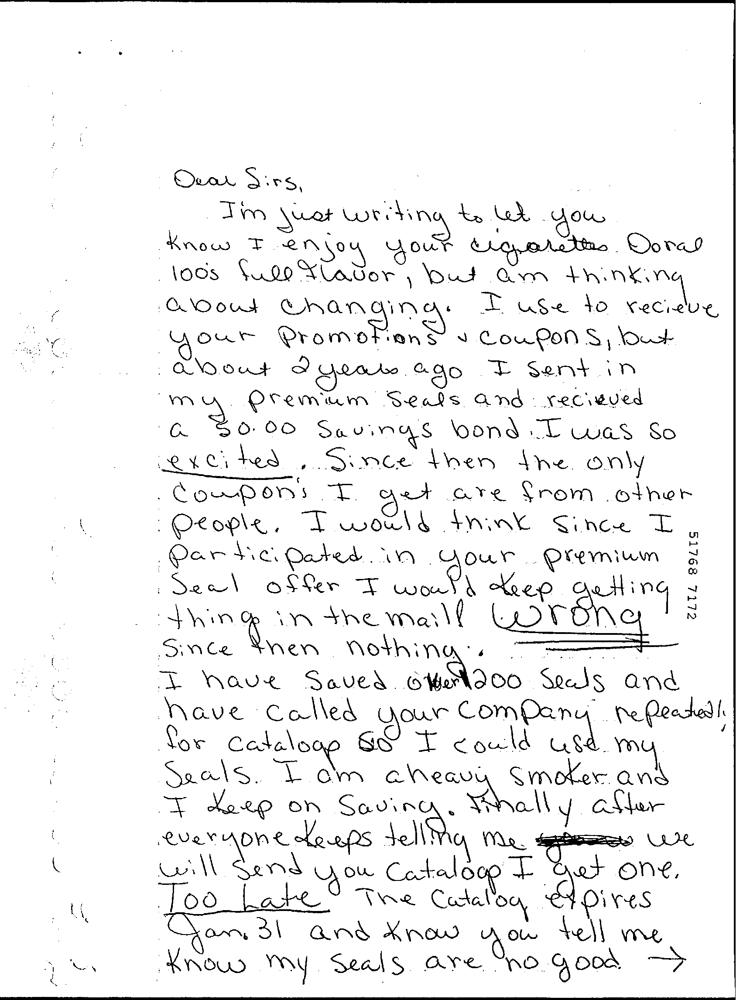 Dear Sirs,
I'm just writing to let you
know I enjoy your cigarettes Doral
100's full flavor, but am thinking
about changing. I use to recieve
your promotions & coupons, but
about 2 years ago I sent in
my premium seals and recieved
a 50.00 Savings bond. I was so
excited. Since then the only
coupon's I get are from other
people. I would think since I
participated in your premium
Seal offer I would keep getting
things in the mail! Wrong
Since then nothing.
I have saved over 1200 Seals and
have called your company repeatedly
for cataloop so I could use my
Seals. I am a heavy smoker and
I keep on saving. Finally after
everyone keeps telling me we
will send you cataloop I get one.
Too Late The Catalog expires
Jan. 31 and know you tell me
know my seals are no good →
51768 7172